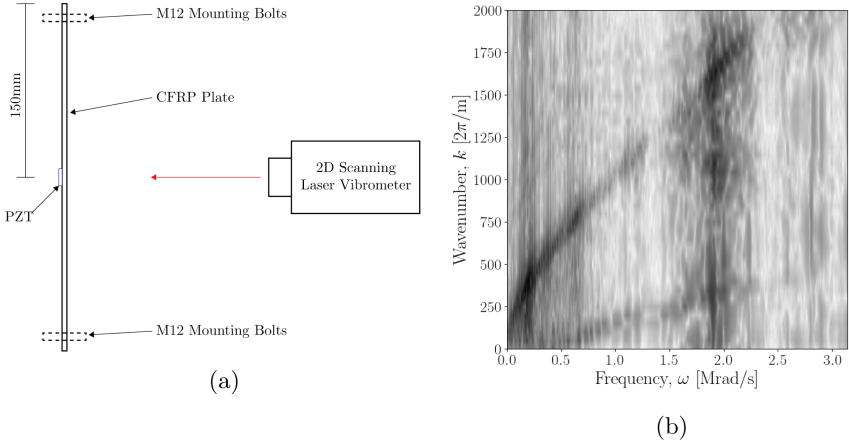 M12 Mounting Bolts
150mm
CFRP Plate
2D Scanning
Laser Vibrometer
PZT
M12 Mounting Bolts
(a)
2000
1750
1500
1250
1000
750
500
250
0
Wavenumber, k [2π/m]
0.0 0.5 1.0 1.5 2.0 2.5 3.0
Frequency, ω [Mrad/s]
(b)